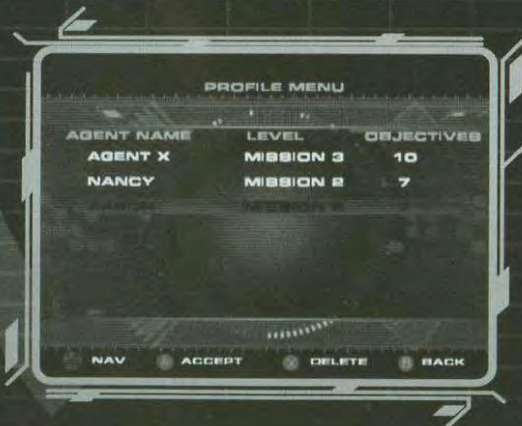 PROFILE MENU
AGENT NAME LEVEL OBJECTIVES
AGENT X MISSION 3 10
NANCY MISSION 2 7
NAV A ACCEPT X DELETE B BACK